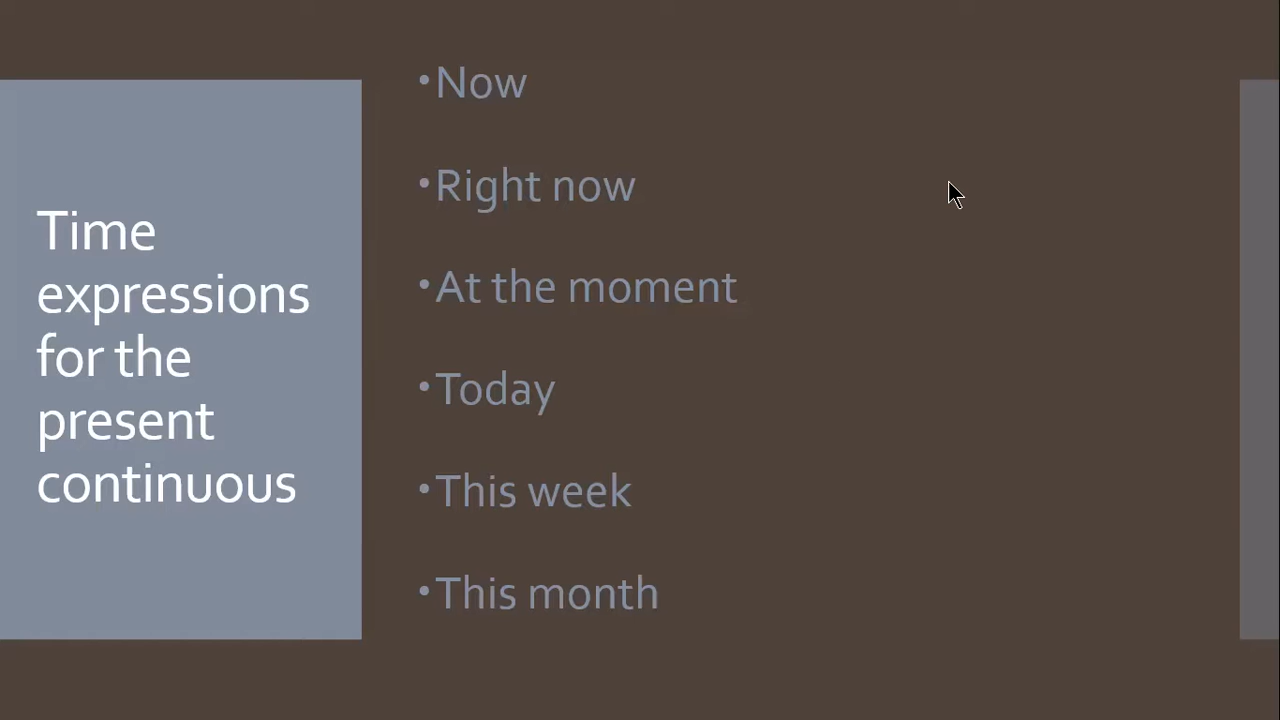 Time
expressions
for the
present
continuous
•Now
•Right now
•At the moment
•Today
•This week
•This month